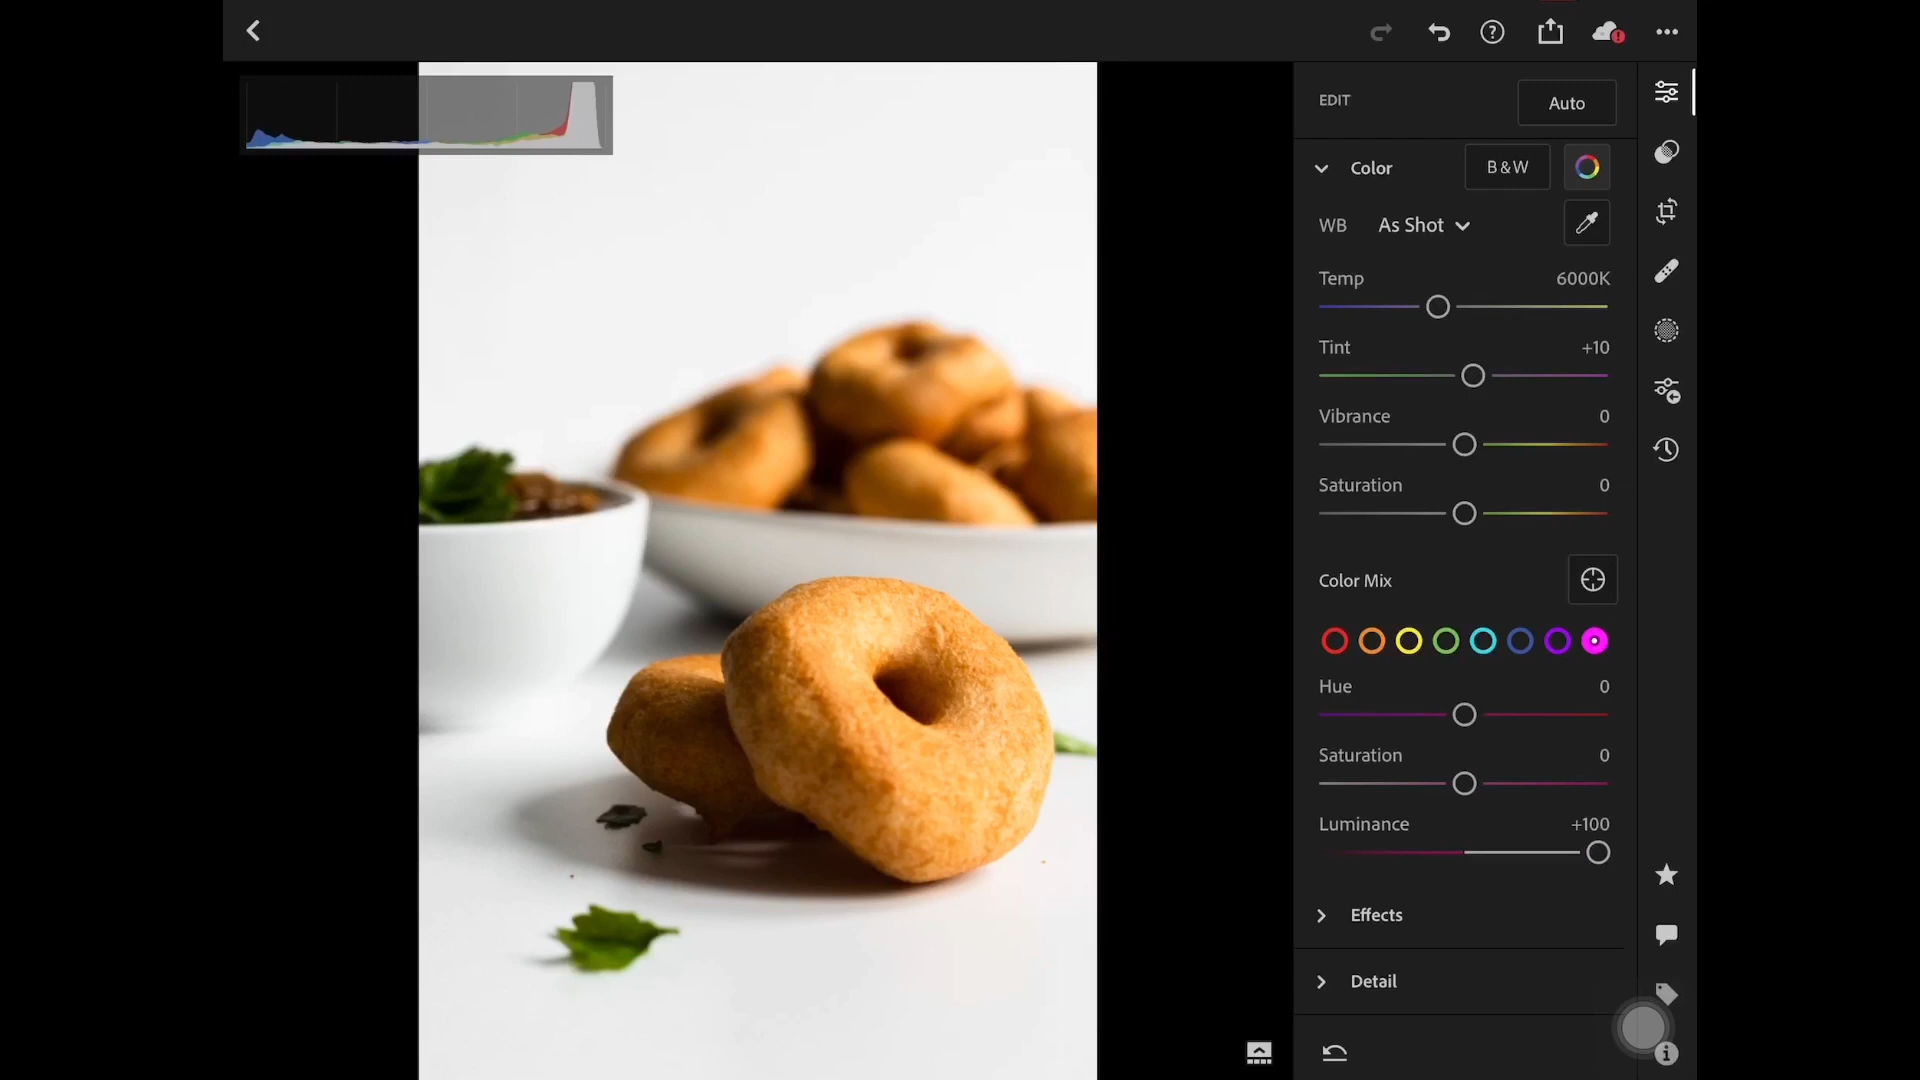 EDIT
Auto
Color
B&W
WB
As Shot
Temp
6000K
Tint
+10
Vibrance
0
Saturation
0
Color Mix
Hue
0
Saturation
0
Luminance
+100
Effects
Detail